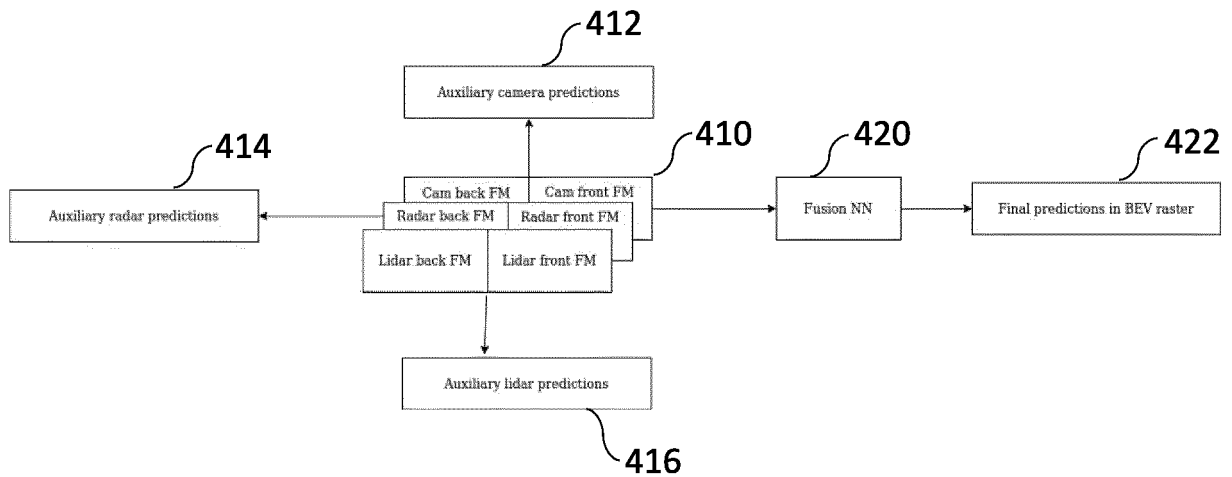 412
Auxiliary camera predictions
410
420
422
414
Cam back FM
Cam front FM
Auxiliary radar predictions
Radar back FM
Radar front FM
Fusion NN
Final predictions in BEV raster
Lidar back FM
Lidar front FM
Auxiliary lidar predictions
416